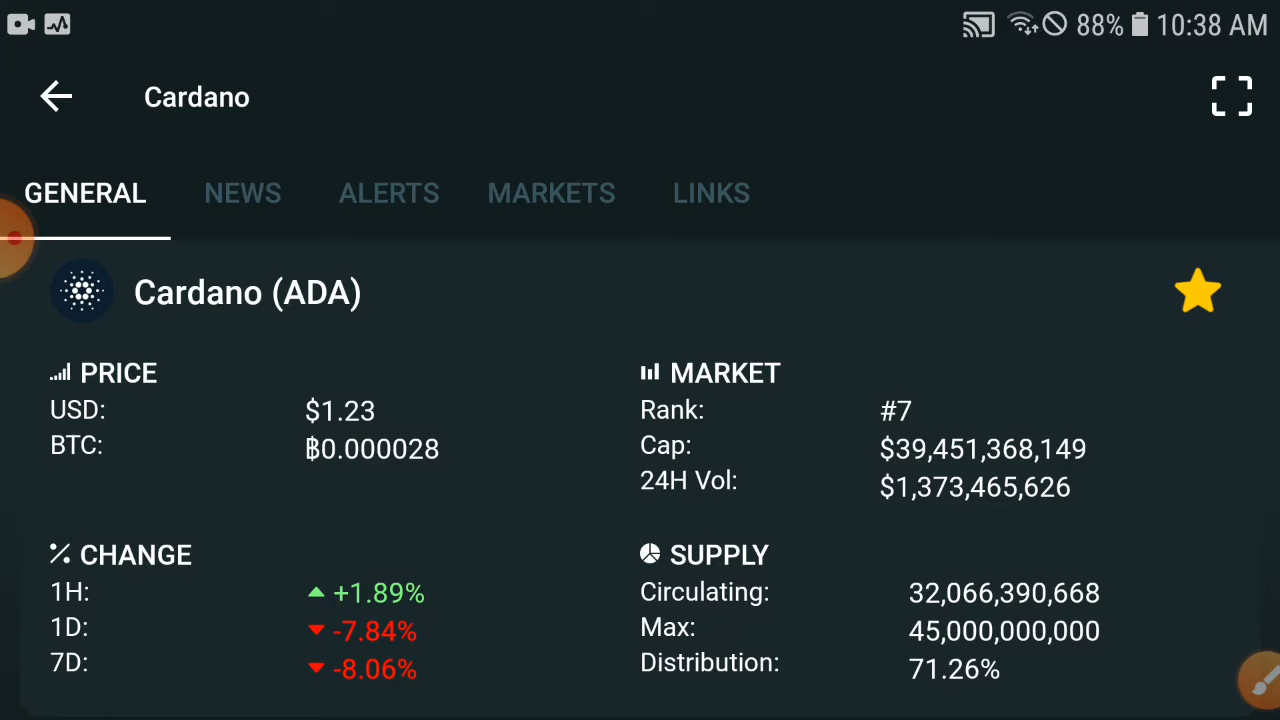 88% 10:38 AM
Cardano
GENERAL NEWS ALERTS MARKETS LINKS
Cardano (ADA)
PRICE
USD: $1.23
BTC: ฿0.000028
MARKET
Rank: #7
Cap: $39,451,368,149
24H Vol: $1,373,465,626
CHANGE
1H: +1.89%
1D: -7.84%
7D: -8.06%
SUPPLY
Circulating: 32,066,390,668
Max: 45,000,000,000
Distribution: 71.26%